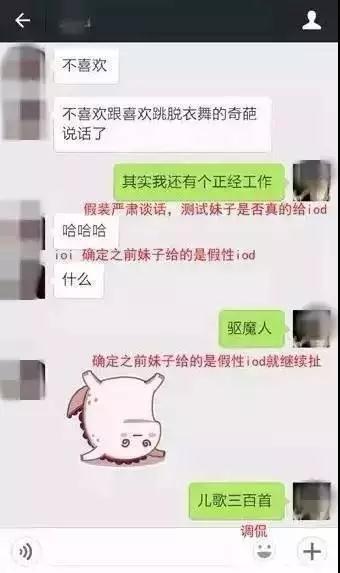 不喜欢
不喜欢跟喜欢跳脱衣舞的奇葩
说话了
其实我还有个正经工作
假装严肃谈话，测试妹子是否真的给iod
哈哈哈
ioi 确定之前妹子给的是假性iod
什么
驱魔人
确定之前妹子给的是假性iod就继续扯
儿歌三百首
调侃